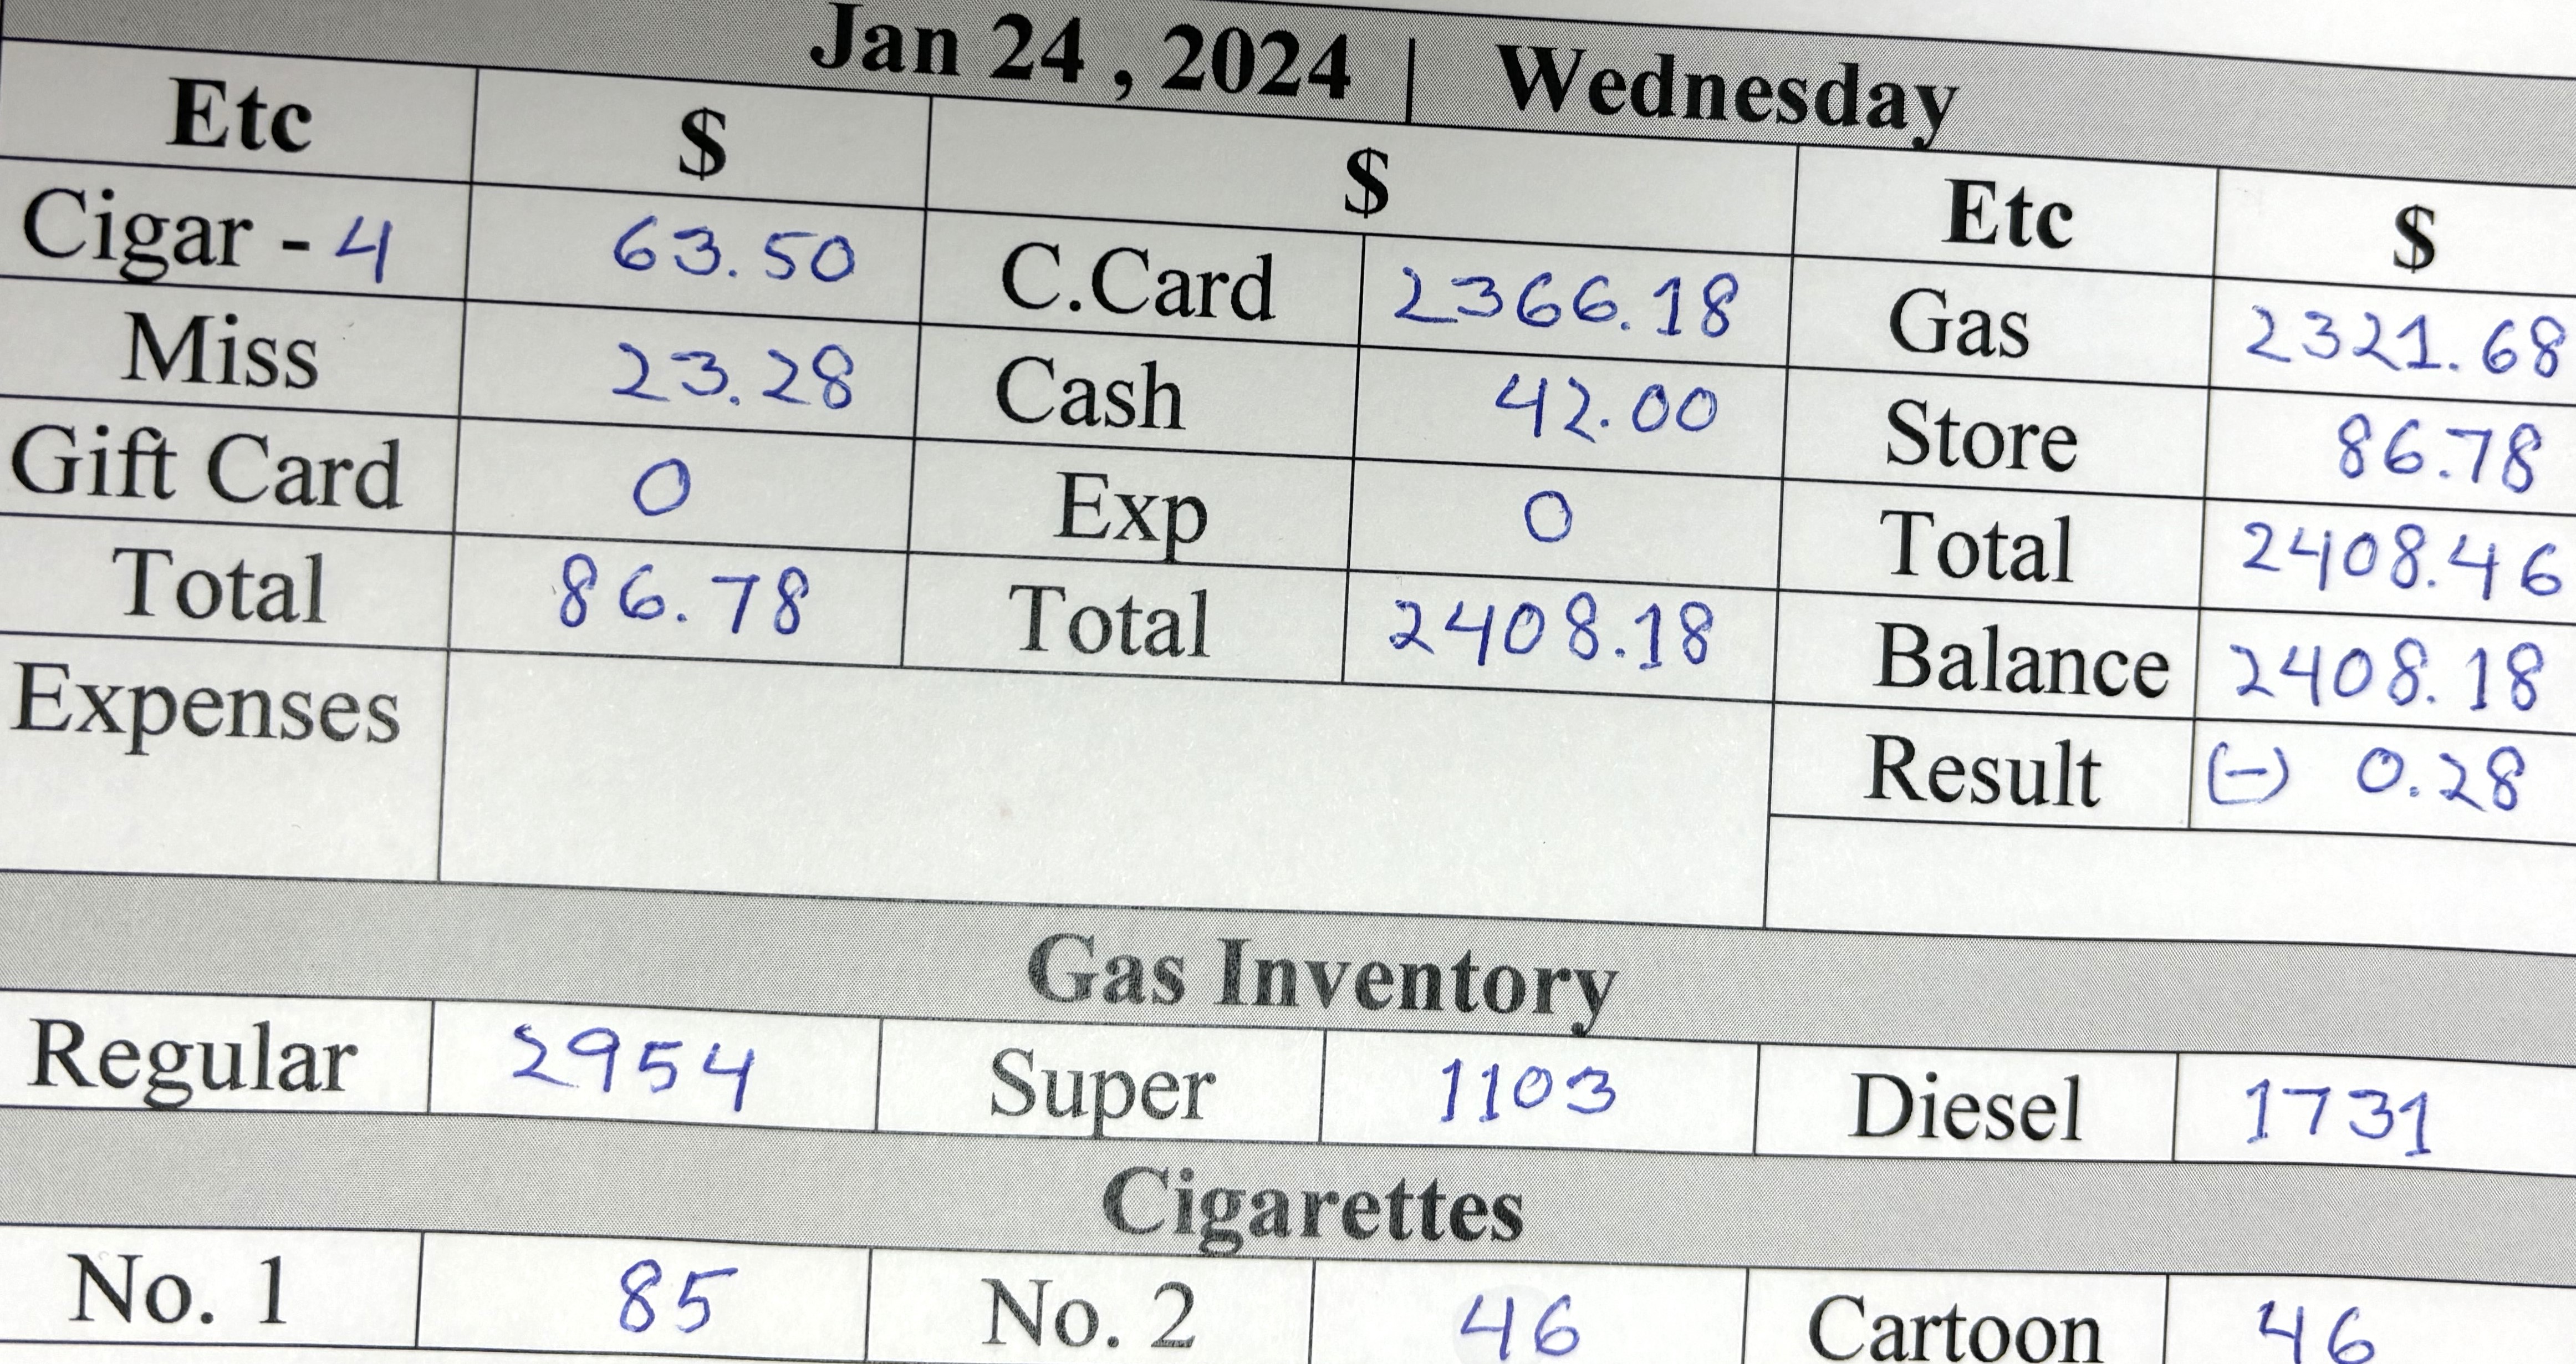 Jan 24 , 2024 | Wednesday
Etc $ $ Etc $
Cigar - 4 63.50 C.Card 2366.18 Gas 2321.68
Miss 23.28 Cash 42.00 Store 86.78
Gift Card 0 Exp 0 Total 2408.46
Total 86.78 Total 2408.18 Balance 2408.18
Expenses Result (-) 0.28
Gas Inventory
Regular 2954 Super 1103 Diesel 1731
Cigarettes
No. 1 85 No. 2 46 Cartoon 46